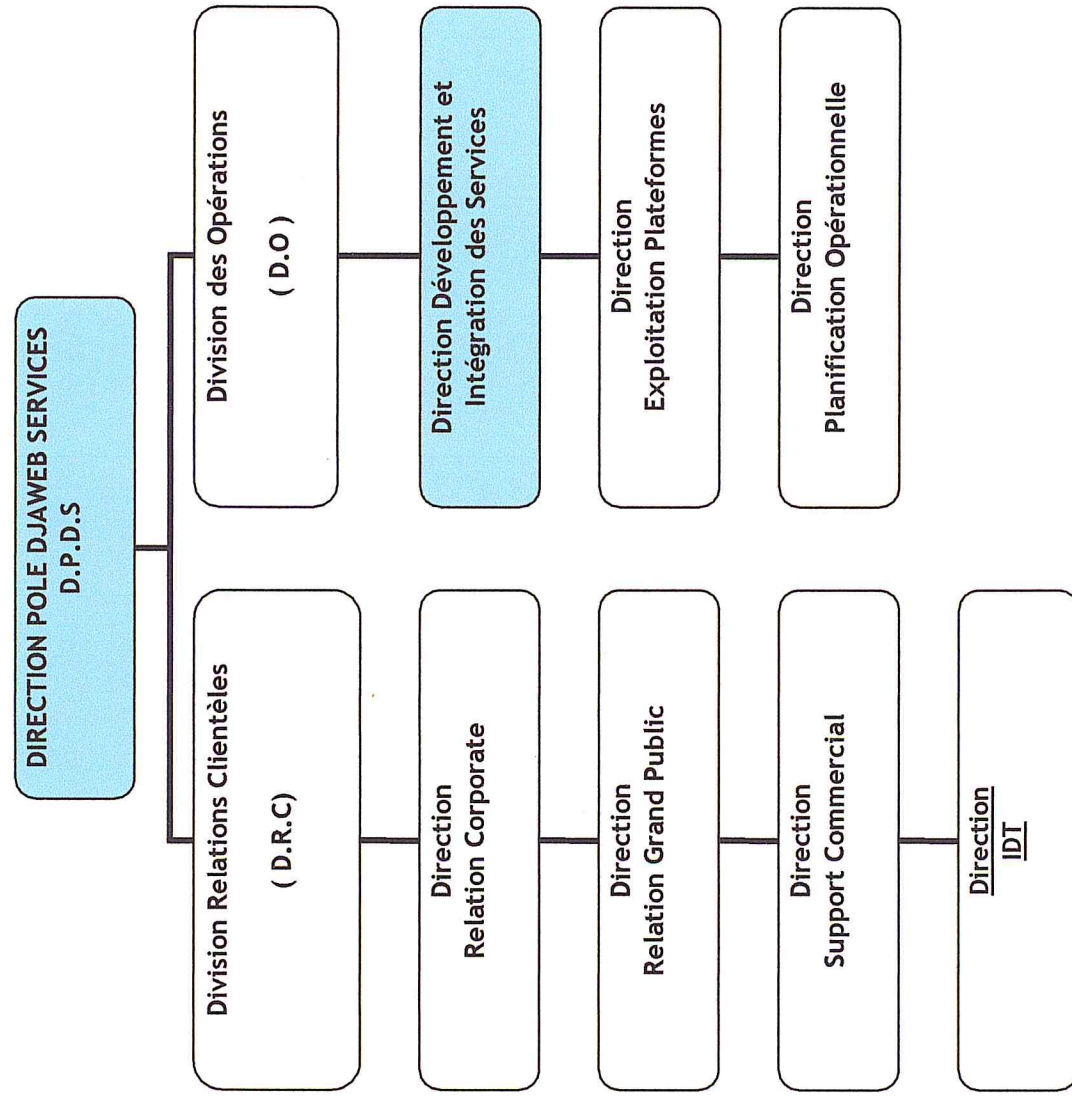 DIRECTION POLE DJAWEB SERVICES
D.P.D.S
Division Relations Clientèles
( D.R.C)
Direction
Relation Corporate
Direction
Relation Grand Public
Direction
Support Commercial
Direction
IDT
Division des Opérations
( D.O )
Direction Développement et
Intégration des Services
Direction
Exploitation Plateformes
Direction
Planification Opérationnelle